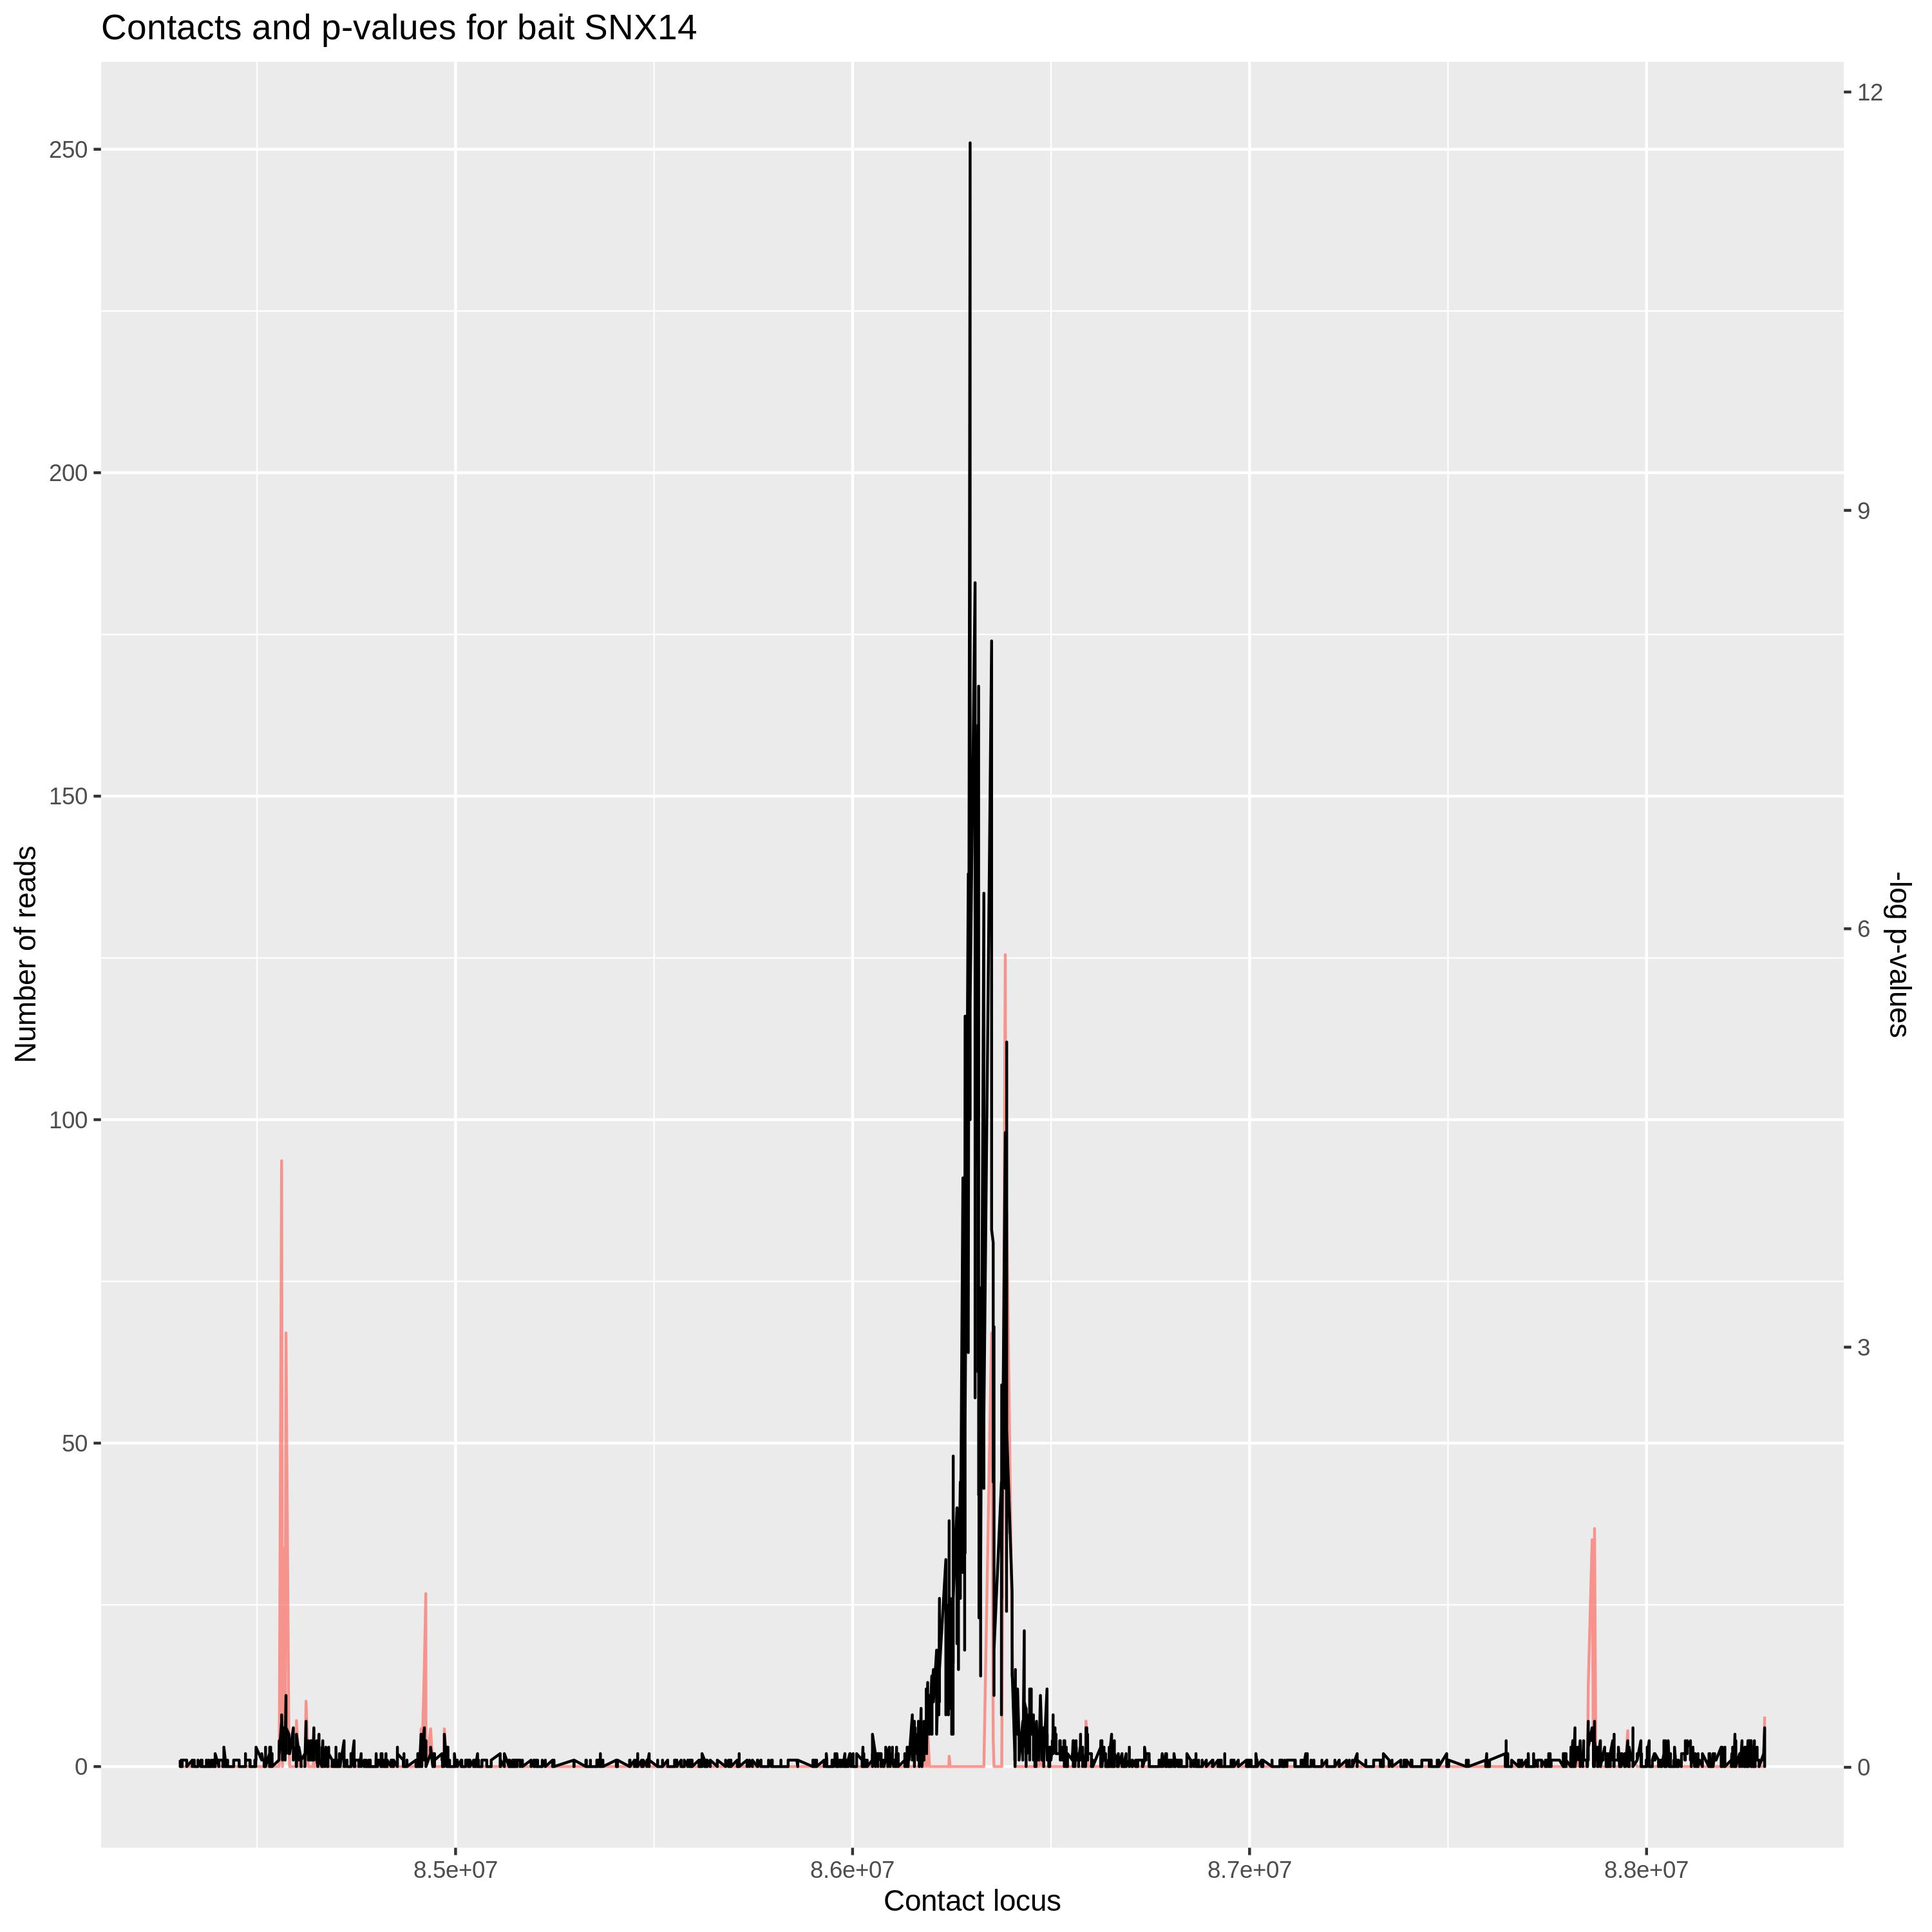 Contacts and p-values for bait SNX14
Number of reads
250
200
150
100
50
0
12
9
6
3
0
-log p-values
8.5e+07
8.6e+07
8.7e+07
8.8e+07
Contact locus